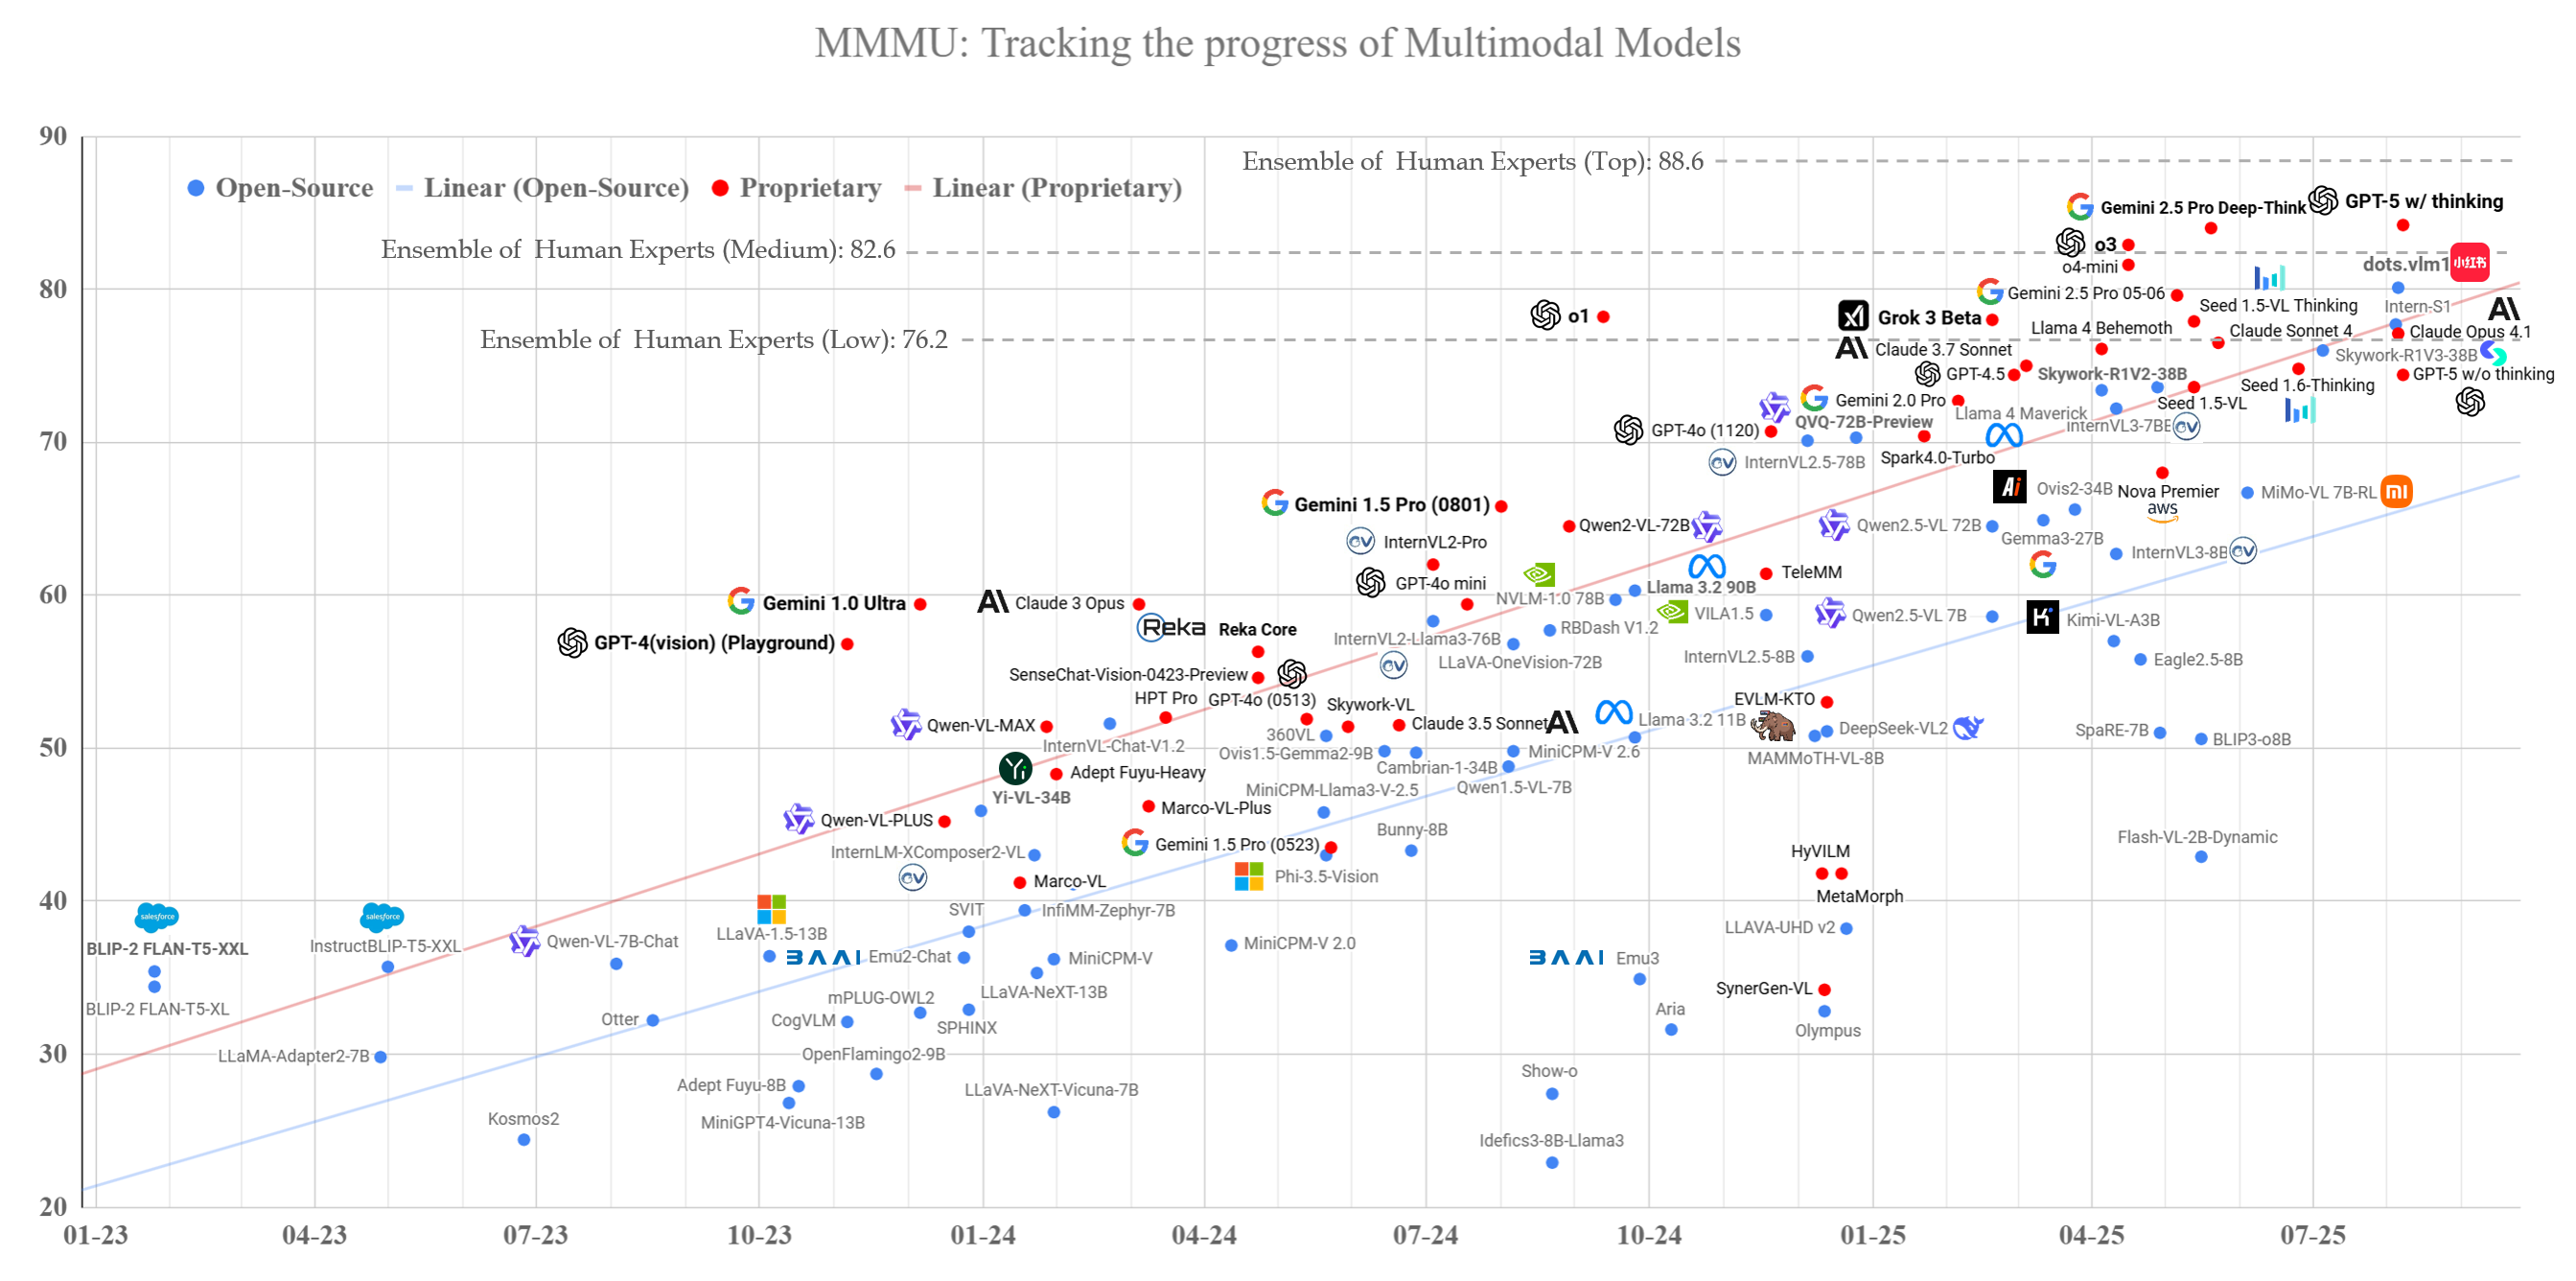 MMMU: Tracking the progress of Multimodal Models
90
Ensemble of Human Experts (Top): 88.6
Open-Source
Linear (Open-Source)
Proprietary
Linear (Proprietary)
Gemini 2.5 Pro Deep-Think
GPT-5 w/ thinking
Ensemble of Human Experts (Medium): 82.6
o3
o4-mini
dots.vlm1
小红书
80
Gemini 2.5 Pro 05-06
Seed 1.5-VL Thinking
Intern-S1
o1
Grok 3 Beta
Llama 4 Behemoth
Claude Sonnet 4
Claude Opus 4.1
Ensemble of Human Experts (Low): 76.2
Claude 3.7 Sonnet
Skywork-R1V3-38B
GPT-4.5
Skywork-R1V2-38B
Seed 1.6-Thinking
GPT-5 w/o thinking
Gemini 2.0 Pro
Seed 1.5-VL
Llama 4 Maverick
QVQ-72B-Preview
InternVL3-7BE
GPT-4o (1120)
70
InternVL2.5-78B
Spark4.0-Turbo
Ai
Ovis2-34B
Nova Premier
aws
MiMo-VL 7B-RL
mi
Gemini 1.5 Pro (0801)
Qwen2-VL-72B
Qwen2.5-VL 72B
Gemma3-27B
InternVL2-Pro
InternVL3-8B
GPT-4o mini
TeleMM
Llama 3.2 90B
60
Gemini 1.0 Ultra
Claude 3 Opus
NVLM-1.0 78B
VILA1.5
Qwen2.5-VL 7B
Kimi-VL-A3B
Reka
Reka Core
RBDash V1.2
GPT-4(vision) (Playground)
InternVL2-Llama3-76B
LLaVA-OneVision-72B
InternVL2.5-8B
Eagle2.5-8B
SenseChat-Vision-0423-Preview
HPT Pro
GPT-4o (0513)
Skywork-VL
EVLM-KTO
Qwen-VL-MAX
Claude 3.5 Sonnet
Llama 3.2 11B
DeepSeek-VL2
SpaRE-7B
BLIP3-o8B
360VL
50
InternVL-Chat-V1.2
Ovis1.5-Gemma2-9B
MiniCPM-V 2.6
MAMMoTH-VL-8B
Cambrian-1-34B
Yi
Adept Fuyu-Heavy
Qwen1.5-VL-7B
MiniCPM-Llama3-V-2.5
Yi-VL-34B
Marco-VL-Plus
Qwen-VL-PLUS
Bunny-8B
Flash-VL-2B-Dynamic
Gemini 1.5 Pro (0523)
InternLM-XComposer2-VL
HyVILM
Phi-3.5-Vision
Marco-VL
MetaMorph
40
salesforce
salesforce
SVIT
InfiMM-Zephyr-7B
LLaVA-1.5-13B
LLAVA-UHD v2
BLIP-2 FLAN-T5-XXL
InstructBLIP-T5-XXL
Qwen-VL-7B-Chat
MiniCPM-V 2.0
BAAI
Emu2-Chat
MiniCPM-V
BAAI
Emu3
LLaVA-NeXT-13B
SynerGen-VL
mPLUG-OWL2
BLIP-2 FLAN-T5-XL
Aria
Otter
CogVLM
SPHINX
Olympus
30
LLaMA-Adapter2-7B
OpenFlamingo2-9B
Show-o
Adept Fuyu-8B
LLaVA-NeXT-Vicuna-7B
Kosmos2
MiniGPT4-Vicuna-13B
Idefics3-8B-Llama3
20
01-23
04-23
07-23
10-23
01-24
04-24
07-24
10-24
01-25
04-25
07-25